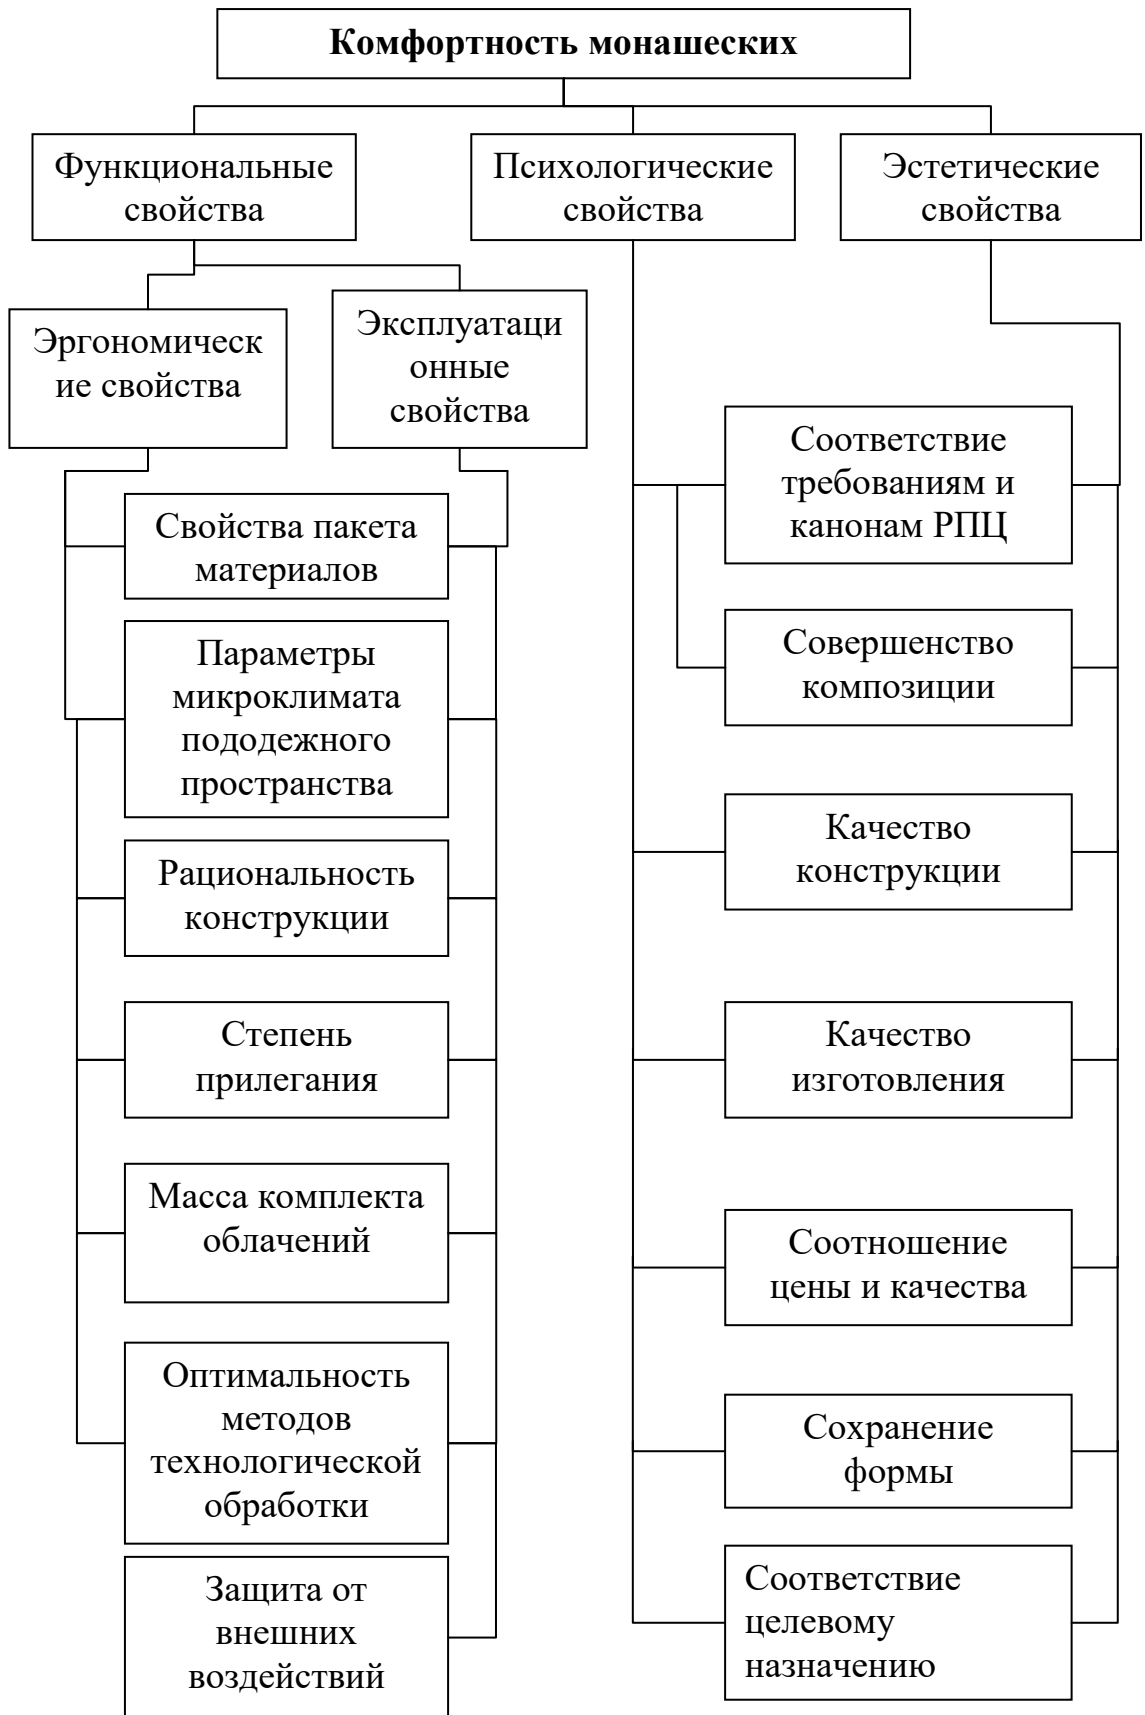 Комфортность монашеских
Функциональные
свойства
Психологические
свойства
Эстетические
свойства
Эргономическ
ие свойства
Эксплуатаци
онные
свойства
Свойства пакета
материалов
Параметры
микроклимата
пододежного
пространства
Рациональность
конструкции
Степень
прилегания
Масса комплекта
облачений
Оптимальность
методов
технологической
обработки
Защита от
внешних
воздействий
Соответствие
требованиям и
канонам РПЦ
Совершенство
композиции
Качество
конструкции
Качество
изготовления
Соотношение
цены и качества
Сохранение
формы
Соответствие
целевому
назначению